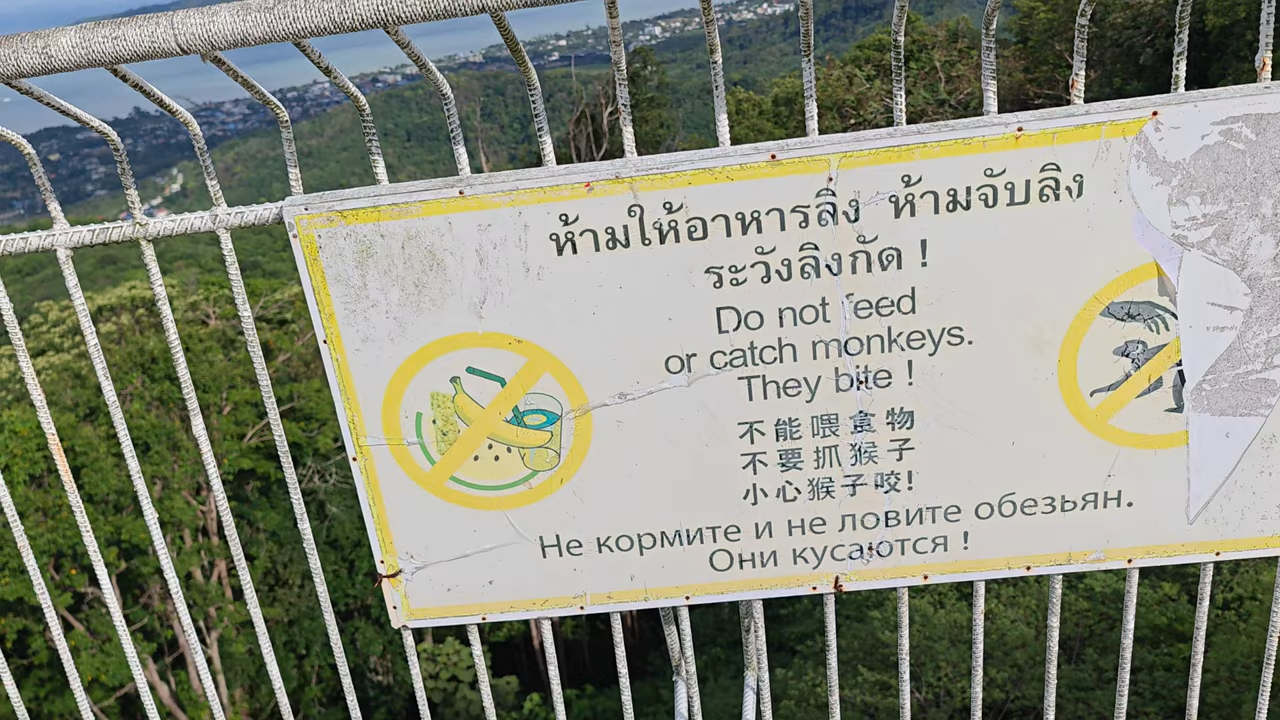 ห้ามให้อาหารลิง ห้ามจับลิง
ระวังลิงกัด !
Do not feed
or catch monkeys.
They bite !
不能喂食物
不要抓猴子
小心猴子咬!
Не кормите и не ловите обезьян.
Они кусаются !